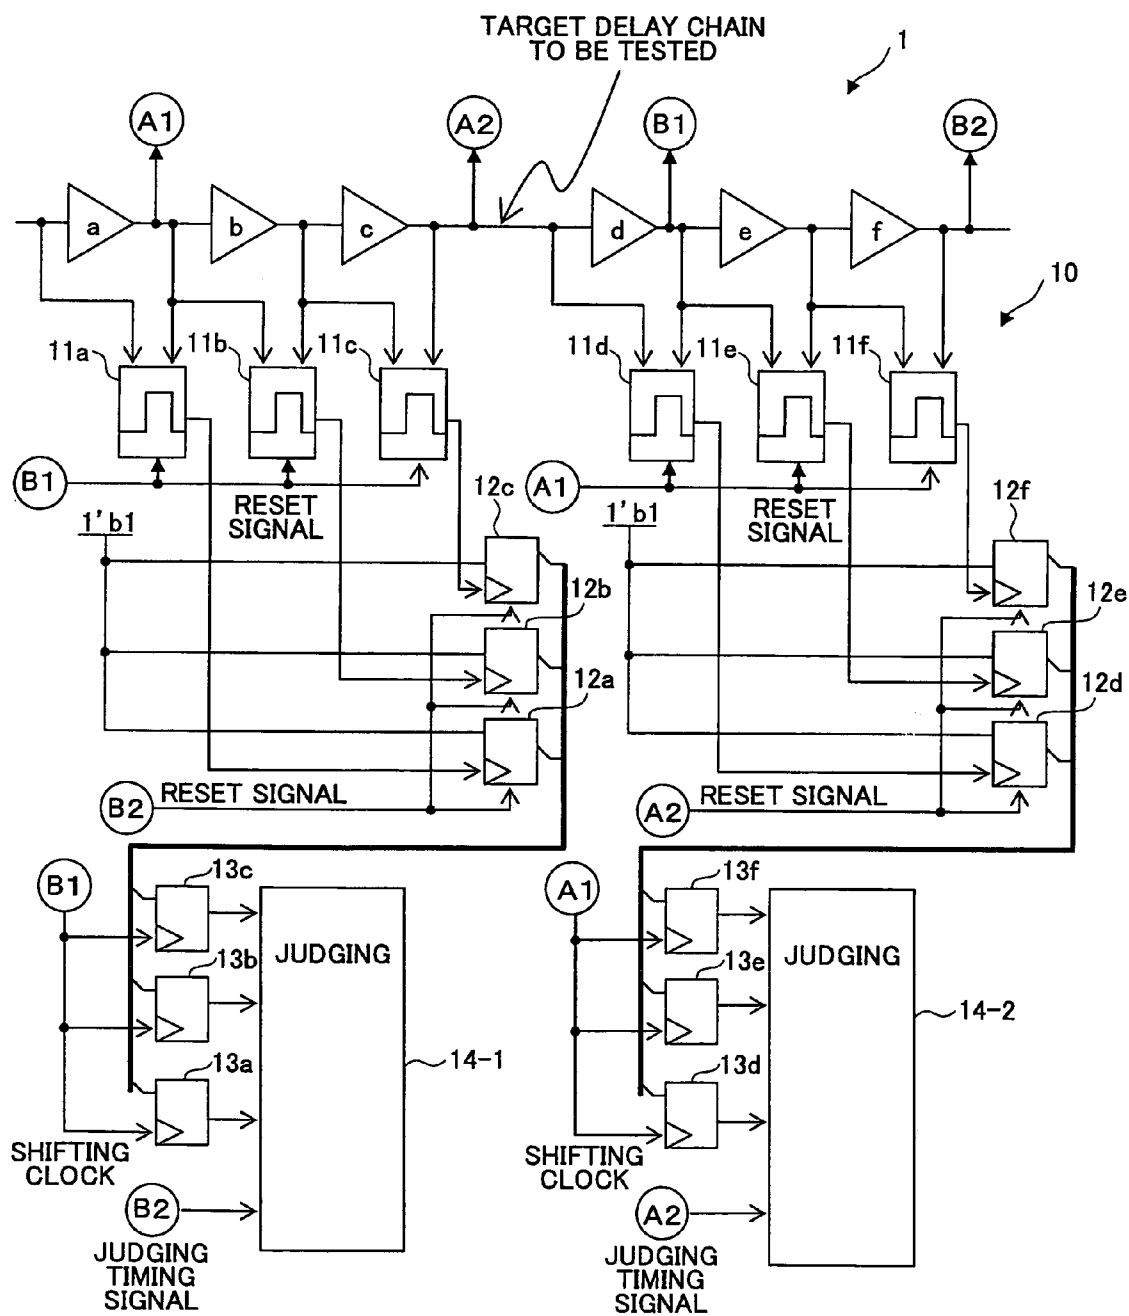 TARGET DELAY CHAIN
TO BE TESTED
1
A1
A2
B1
B2
a
b
c
d
e
f
10
11a
11b
11c
11d
11e
11f
B1
RESET
SIGNAL
A1
RESET
SIGNAL
12c
12f
1'b1
1'b1
12b
12e
12a
12d
B2
RESET SIGNAL
A2
RESET SIGNAL
B1
13c
A1
13f
JUDGING
JUDGING
13b
13e
14-1
14-2
13a
13d
SHIFTING
CLOCK
SHIFTING
CLOCK
B2
A2
JUDGING
TIMING
SIGNAL
JUDGING
TIMING
SIGNAL